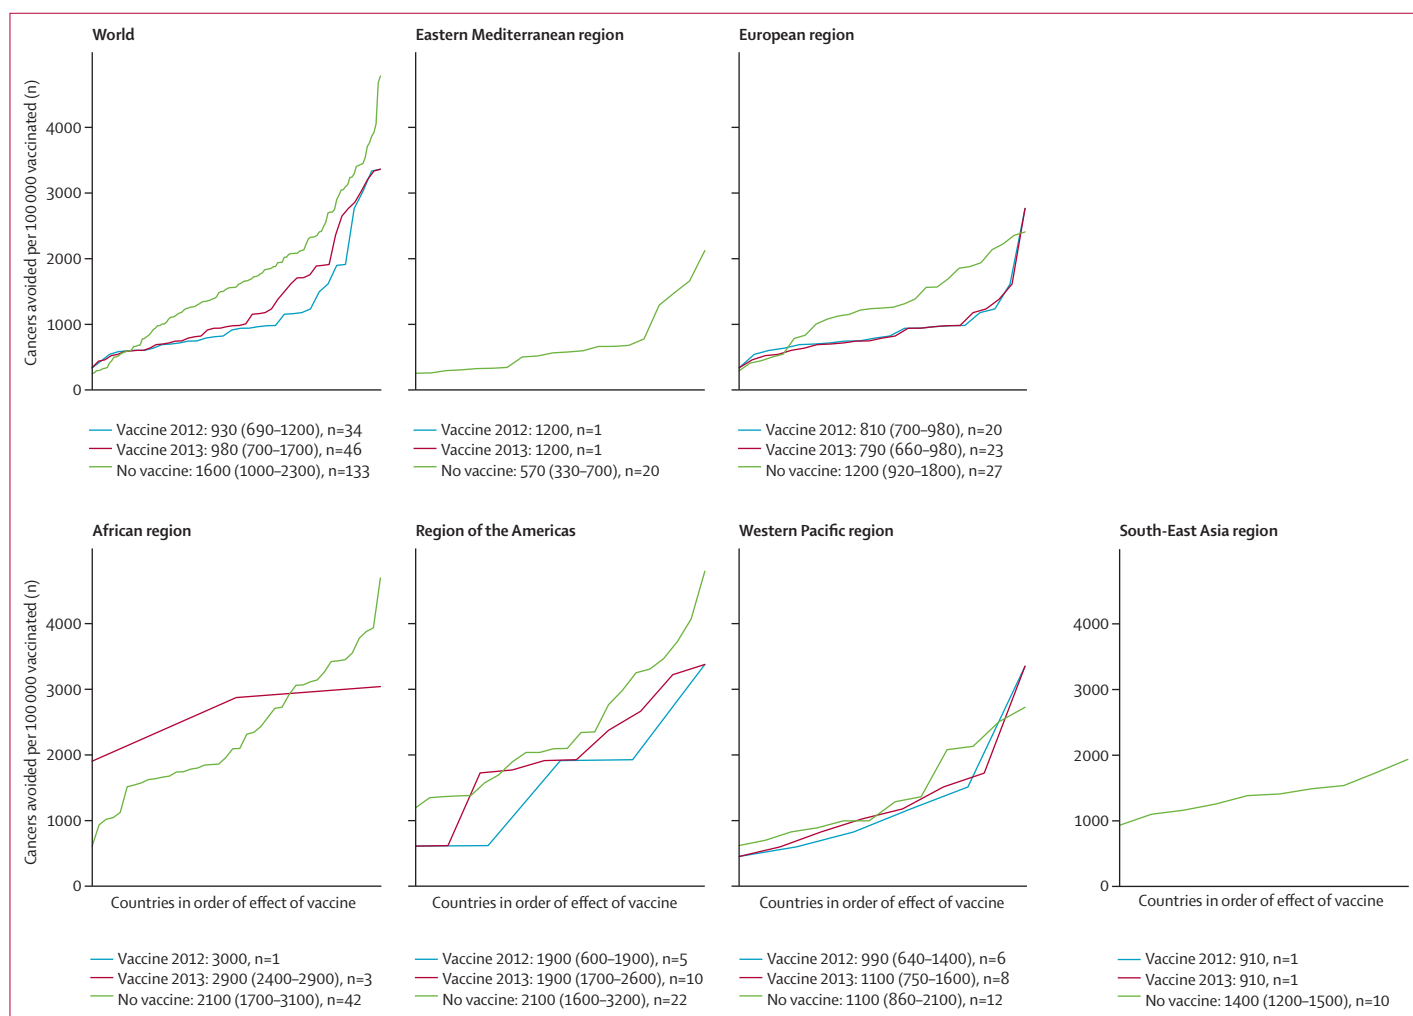 World
Eastern Mediterranean region
European region
Cancers avoided per 100 000 vaccinated (n)
4000
3000
2000
1000
0
Vaccine 2012: 930 (690–1200), n=34
Vaccine 2013: 980 (700–1700), n=46
No vaccine: 1600 (1000–2300), n=133
Vaccine 2012: 1200, n=1
Vaccine 2013: 1200, n=1
No vaccine: 570 (330–700), n=20
Vaccine 2012: 810 (700–980), n=20
Vaccine 2013: 790 (660–980), n=23
No vaccine: 1200 (920–1800), n=27
African region
Region of the Americas
Western Pacific region
South-East Asia region
Cancers avoided per 100 000 vaccinated (n)
4000
3000
2000
1000
0
4000
3000
2000
1000
0
Countries in order of effect of vaccine
Countries in order of effect of vaccine
Countries in order of effect of vaccine
Countries in order of effect of vaccine
Vaccine 2012: 3000, n=1
Vaccine 2013: 2900 (2400–2900), n=3
No vaccine: 2100 (1700–3100), n=42
Vaccine 2012: 1900 (600–1900), n=5
Vaccine 2013: 1900 (1700–2600), n=10
No vaccine: 2100 (1600–3200), n=22
Vaccine 2012: 990 (640–1400), n=6
Vaccine 2013: 1100 (750–1600), n=8
No vaccine: 1100 (860–2100), n=12
Vaccine 2012: 910, n=1
Vaccine 2013: 910, n=1
No vaccine: 1400 (1200–1500), n=10